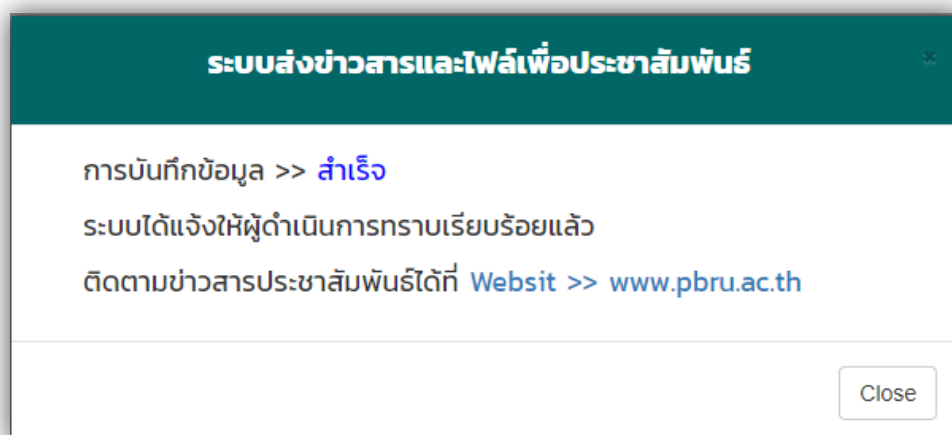 ระบบส่งข่าวสารและไฟล์เพื่อประชาสัมพันธ์
×
การบันทึกข้อมูล >> สำเร็จ
ระบบได้แจ้งให้ผู้ดำเนินการทราบเรียบร้อยแล้ว
ติดตามข่าวสารประชาสัมพันธ์ได้ที่ Websit >> www.pbru.ac.th
Close